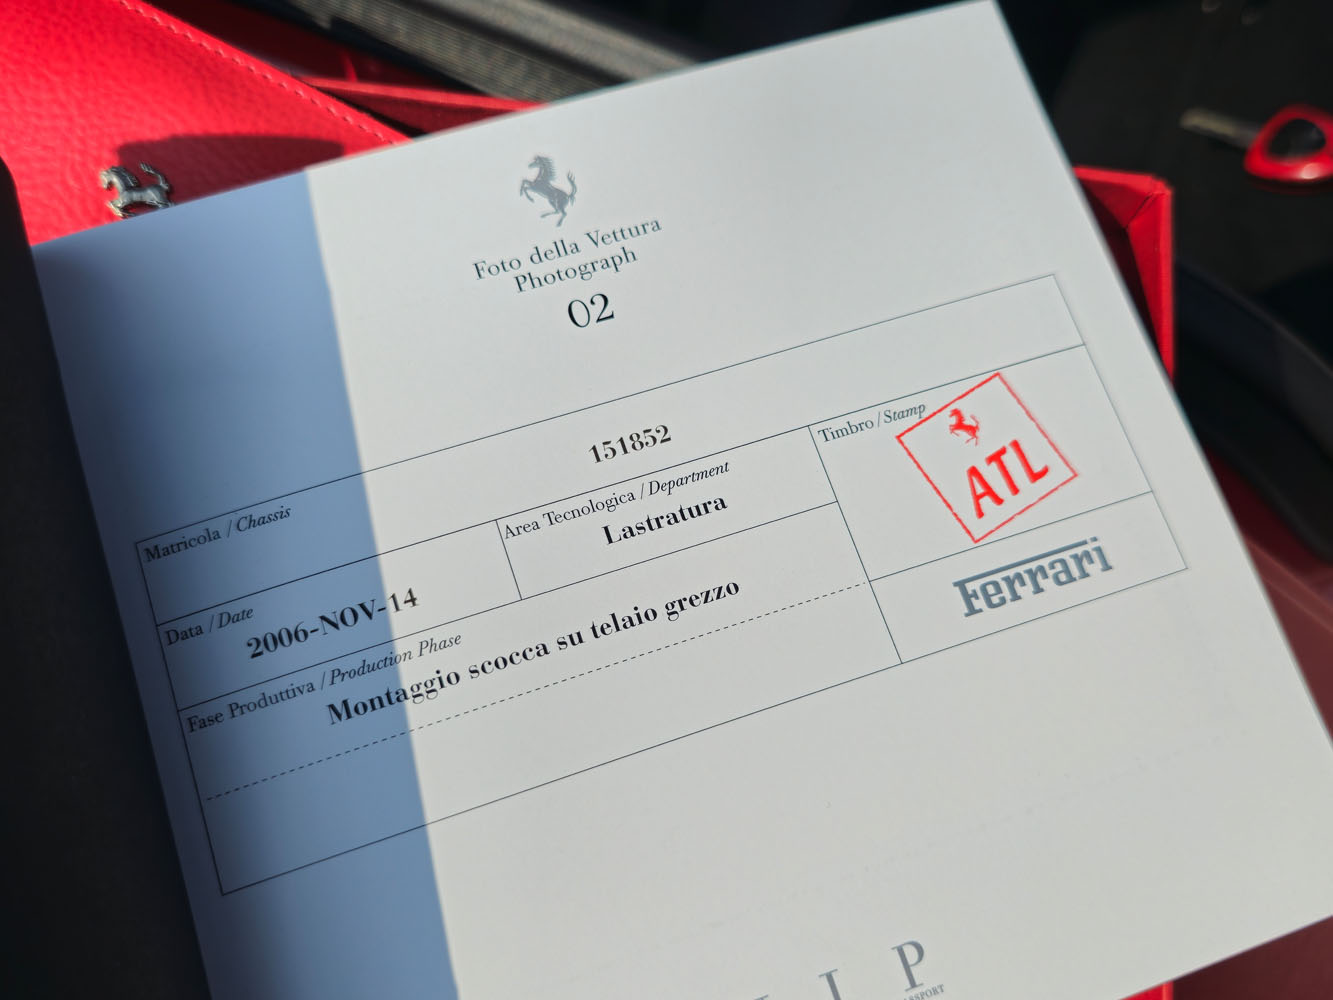 Foto della Vettura
Photograph
02
Matricola / Chassis
151852
Data / Date
2006-NOV-14
Area Tecnologica / Department
Lastratura
Timbro / Stamp
ATL
Fase Produttiva / Production Phase
Montaggio scocca su telaio grezzo
Ferrari
I P